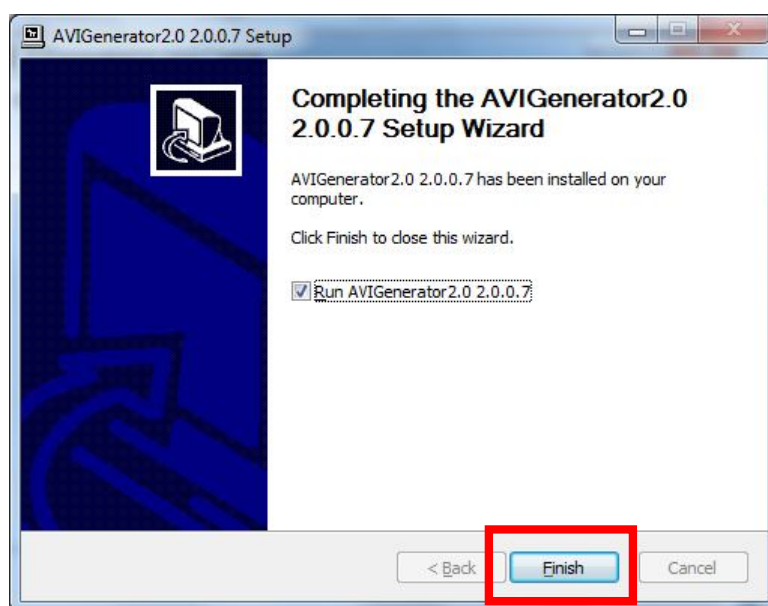 AVIGenerator2.0 2.0.0.7 Setup
Completing the AVIGenerator2.0
2.0.0.7 Setup Wizard
AVIGenerator2.0 2.0.0.7 has been installed on your
computer.
Click Finish to close this wizard.
Run AVIGenerator2.0 2.0.0.7
< Back Finish Cancel